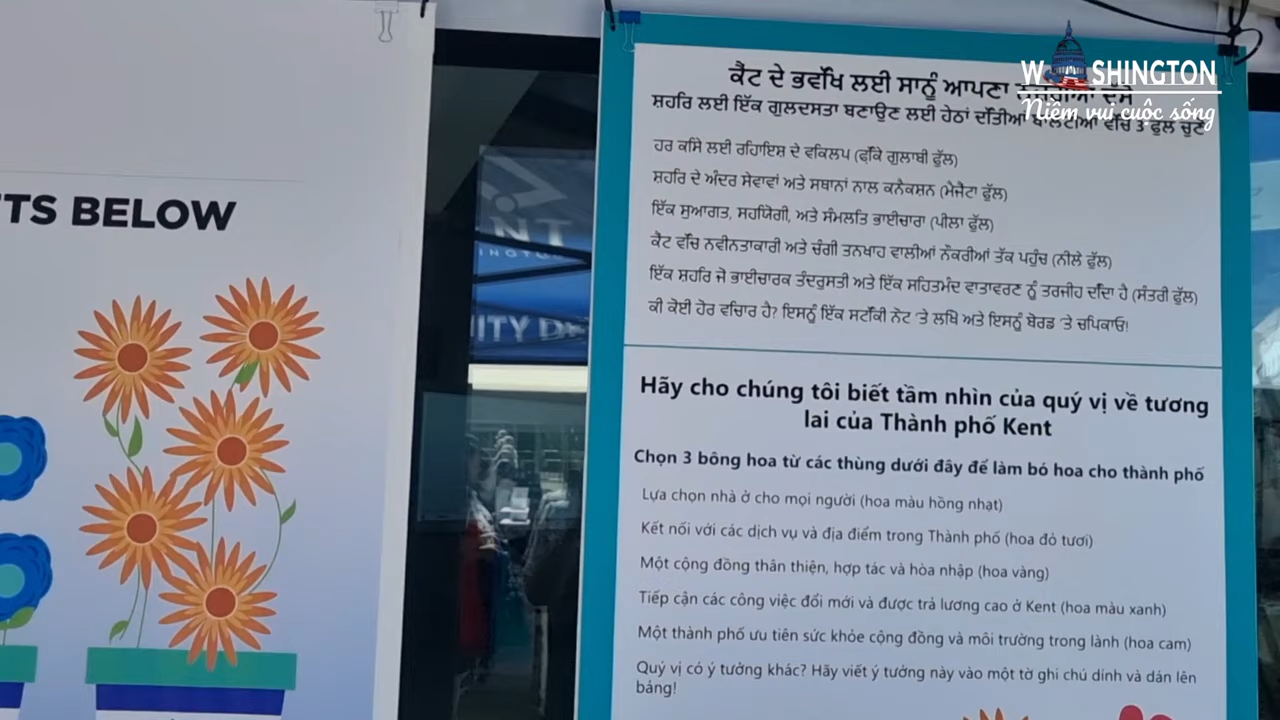 WASHINGTON
Niềm vui cuộc sống
TS BELOW
NT
INGTON
ITY DE
ਕੈਂਟ ਦੇ ਭਵੱਖਿ ਲਈ ਸਾਨੂੰ ਆਪਣਾ
ਸ਼ਹਰਿ ਲਈ ਇੱਕ ਗੁਲਦਸਤਾ ਬਣਾਉਣ ਲਈ ਹੇਠਾਂ ਦੱਤੀਆਂ ਬਾਲਟੀਆਂ ਵੱਚਿ 3 ਫੁੱਲ ਚੁਣੋ
ਹਰ ਕਸਿੇ ਲਈ ਰਹਾਇਸ਼ ਦੇ ਵਕਿਲਪ (ਫੱਕਿੇ ਗੁਲਾਬੀ ਫੁੱਲ)
ਸ਼ਹਰਿ ਦੇ ਅੰਦਰ ਸੇਵਾਵਾਂ ਅਤੇ ਸਥਾਨਾਂ ਨਾਲ ਕਨੈਕਸ਼ਨ (ਮੈਜੈਂਟਾ ਫੁੱਲ)
ਇੱਕ ਸੁਆਗਤ, ਸਹਯਿੋਗੀ, ਅਤੇ ਸੰਮਲਤਿ ਭਾਈਚਾਰਾ (ਪੀਲਾ ਫੁੱਲ)
ਕੈਂਟ ਵੱਚਿ ਨਵੀਨਤਾਕਾਰੀ ਅਤੇ ਚੰਗੀ ਤਨਖਾਹ ਵਾਲੀਆਂ ਨੌਕਰੀਆਂ ਤੱਕ ਪਹੁੰਚ (ਨੀਲੇ ਫੁੱਲ)
ਇੱਕ ਸ਼ਹਰਿ ਜੋ ਭਾਈਚਾਰਕ ਤੰਦਰੁਸਤੀ ਅਤੇ ਇੱਕ ਸਹਿਤਮੰਦ ਵਾਤਾਵਰਣ ਨੂੰ ਤਰਜੀਹ ਦੰਦਿਾ ਹੈ (ਸੰਤਰੀ ਫੁੱਲ)
ਕੀ ਕੋਈ ਹੋਰ ਵਚਿਾਰ ਹੈ? ਇਸਨੂੰ ਇੱਕ ਸਟੱਕੀ ਨੋਟ 'ਤੇ ਲਖਿੋ ਅਤੇ ਇਸਨੂੰ ਬੋਰਡ 'ਤੇ ਚਪਿਕਾਓ!
Hãy cho chúng tôi biết tầm nhìn của quý vị về tương
lai của Thành phố Kent
Chọn 3 bông hoa từ các thùng dưới đây để làm bó hoa cho thành phố
Lựa chọn nhà ở cho mọi người (hoa màu hồng nhạt)
Kết nối với các dịch vụ và địa điểm trong Thành phố (hoa đỏ tươi)
Một cộng đồng thân thiện, hợp tác và hòa nhập (hoa vàng)
Tiếp cận các công việc đổi mới và được trả lương cao ở Kent (hoa màu xanh)
Một thành phố ưu tiên sức khỏe cộng đồng và môi trường trong lành (hoa cam)
Quý vị có ý tưởng khác? Hãy viết ý tưởng này vào một tờ ghi chú dính và dán lên
bảng!